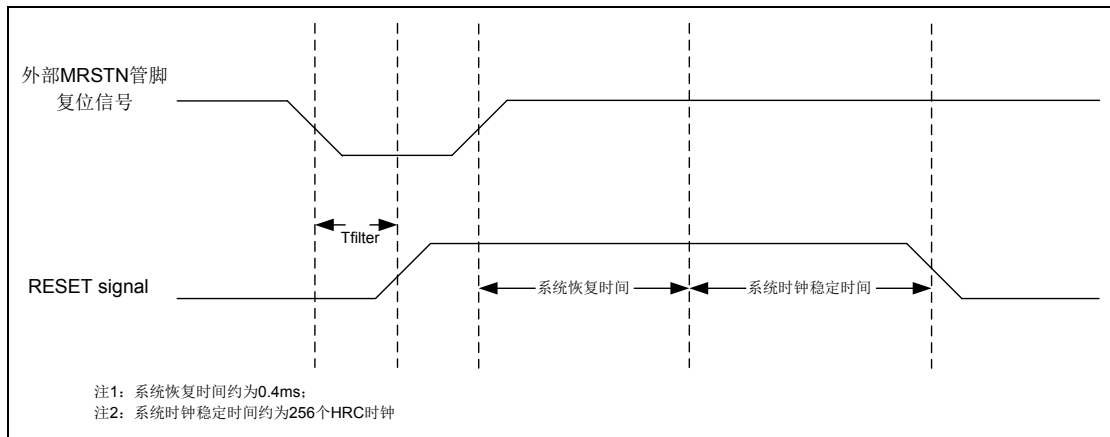 外部MRSTN管脚
复位信号
Tfilter
RESET signal
系统恢复时间
系统时钟稳定时间
注1：系统恢复时间约为0.4ms；
注2：系统时钟稳定时间约为256个HRC时钟